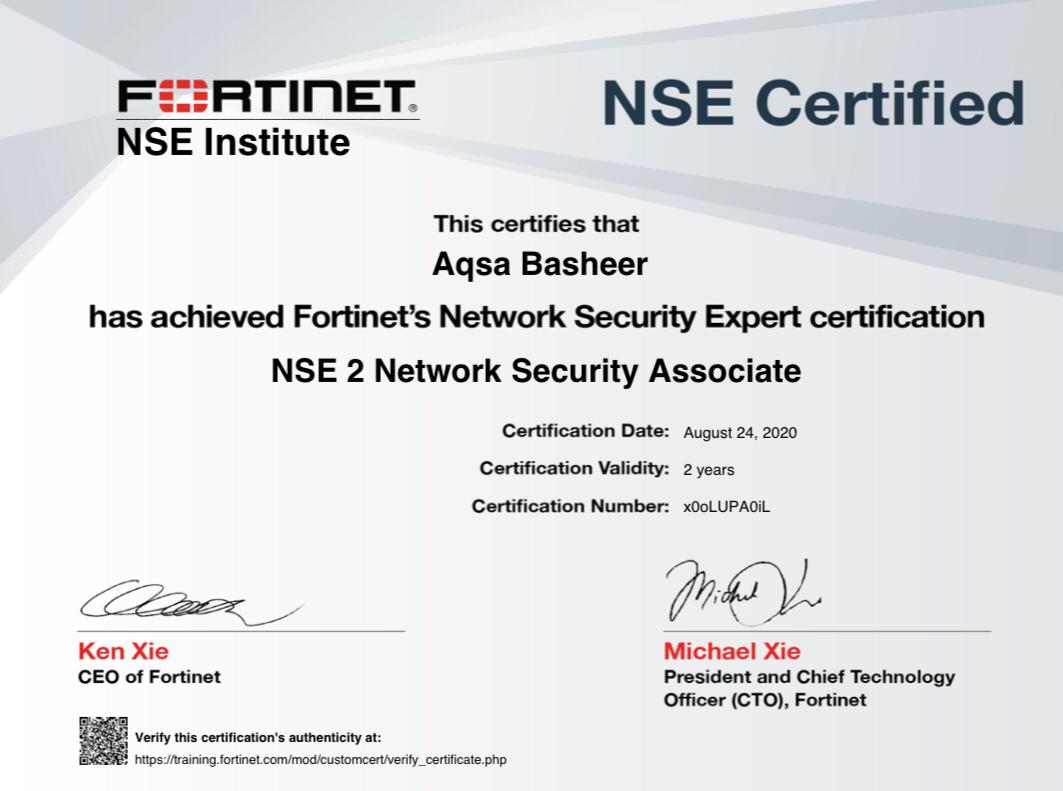 FORTINET®
NSE Institute
NSE Certified
This certifies that
Aqsa Basheer
has achieved Fortinet's Network Security Expert certification
NSE 2 Network Security Associate
Certification Date: August 24, 2020
Certification Validity: 2 years
Certification Number: x0oLUPA0iL
Ken Xie
CEO of Fortinet
Michael Xie
President and Chief Technology
Officer (CTO), Fortinet
Verify this certification's authenticity at:
https://training.fortinet.com/mod/customcert/verify_certificate.php